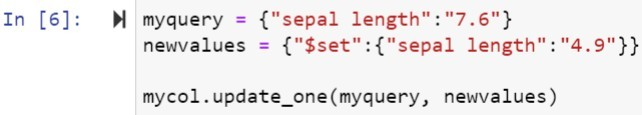 In [6]: myquery = {"sepal length":"7.6"}
newvalues = {"$set":{"sepal length":"4.9"}}
mycol.update_one(myquery, newvalues)